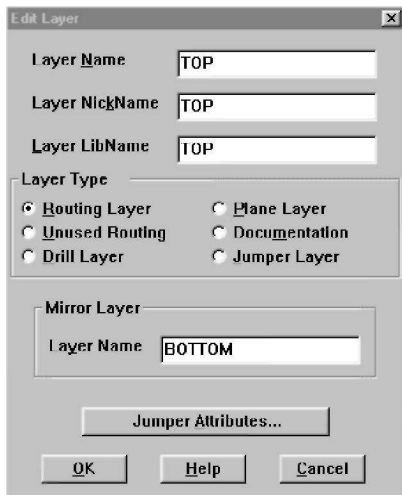 Edit Layer
Layer Name TOP
Layer NickName TOP
Layer LibName TOP
Layer Type
Routing Layer Plane Layer
Unused Routing Documentation
Drill Layer Jumper Layer
Mirror Layer
Layer Name BOTTOM
Jumper Attributes...
OK Help Cancel